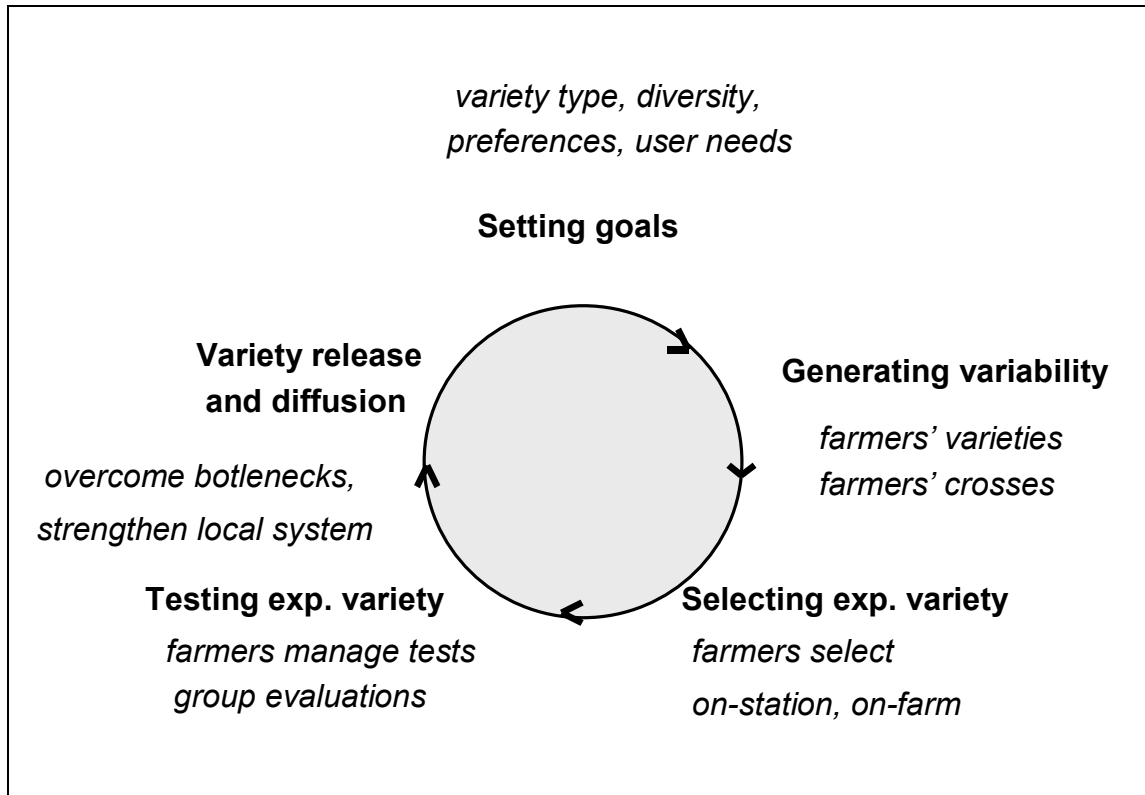 variety type, diversity,
preferences, user needs
Setting goals
Variety release
and diffusion
Generating variability
farmers’ varieties
farmers’ crosses
overcome botlenecks,
strengthen local system
Testing exp. variety
farmers manage tests
group evaluations
Selecting exp. variety
farmers select
on-station, on-farm